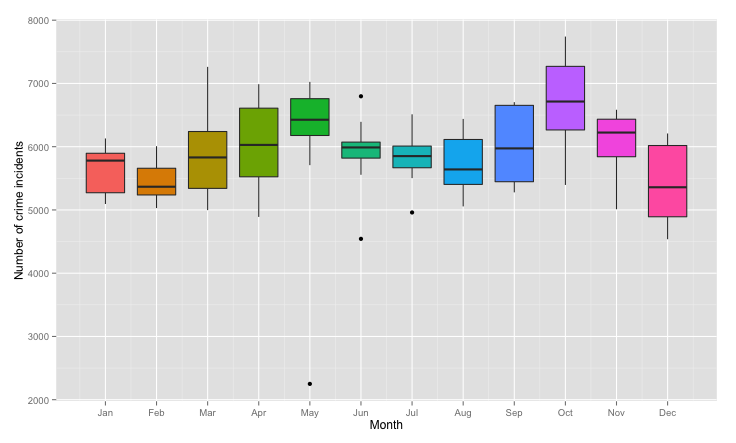 8000
7000
6000
5000
4000
3000
2000
Number of crime incidents
Jan Feb Mar Apr May Jun Jul Aug Sep Oct Nov Dec
Month